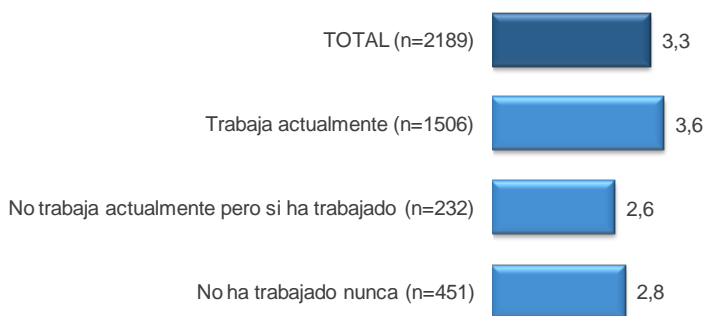 TOTAL (n=2189) 3,3
Trabaja actualmente (n=1506) 3,6
No trabaja actualmente pero si ha trabajado (n=232) 2,6
No ha trabajado nunca (n=451) 2,8